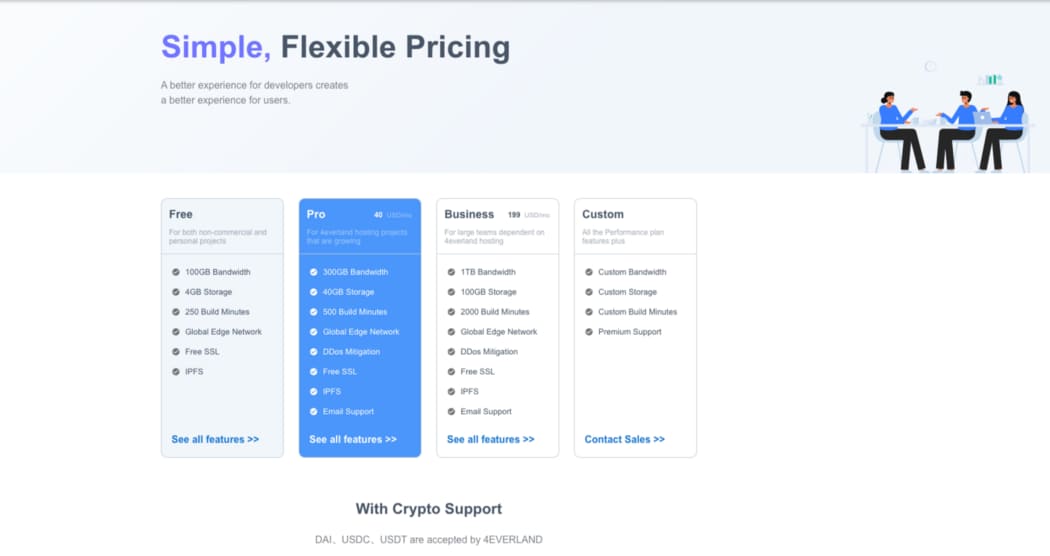 Simple, Flexible Pricing
A better experience for developers creates
a better experience for users.
Free
For both non-commercial and
personal projects
100GB Bandwidth
4GB Storage
250 Build Minutes
Global Edge Network
Free SSL
IPFS
See all features >>
Pro 40 USD/mo
For 4everland hosting projects
that are growing
300GB Bandwidth
40GB Storage
500 Build Minutes
Global Edge Network
DDos Mitigation
Free SSL
IPFS
Email Support
See all features >>
Business 199 USD/mo
For large teams dependent on
4everland hosting
1TB Bandwidth
100GB Storage
2000 Build Minutes
Global Edge Network
DDos Mitigation
Free SSL
IPFS
Email Support
See all features >>
Custom
All the Performance plan
features plus
Custom Bandwidth
Custom Storage
Custom Build Minutes
Premium Support
Contact Sales >>
With Crypto Support
DAI、USDC、USDT are accepted by 4EVERLAND